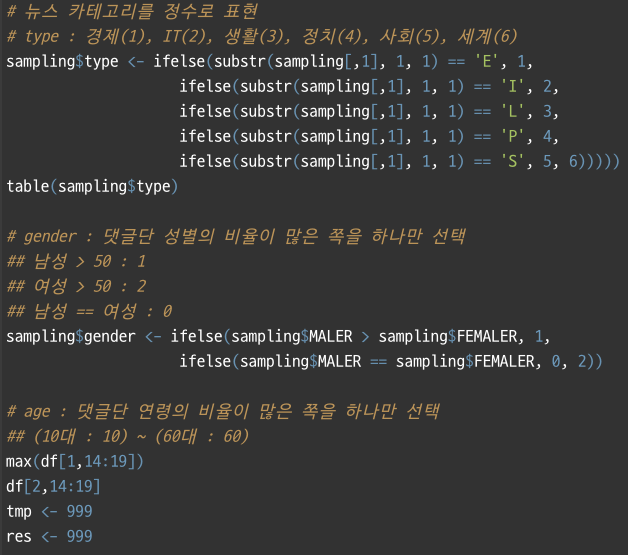 # 뉴스 카테고리를 정수로 표현
# type : 경제(1), IT(2), 생활(3), 정치(4), 사회(5), 세계(6)
sampling$type <- ifelse(substr(sampling[,1], 1, 1) == 'E', 1,
ifelse(substr(sampling[,1], 1, 1) == 'I', 2,
ifelse(substr(sampling[,1], 1, 1) == 'L', 3,
ifelse(substr(sampling[,1], 1, 1) == 'P', 4,
ifelse(substr(sampling[,1], 1, 1) == 'S', 5, 6)))))
table(sampling$type)
# gender : 댓글단 성별의 비율이 많은 쪽을 하나만 선택
## 남성 > 50 : 1
## 여성 > 50 : 2
## 남성 == 여성 : 0
sampling$gender <- ifelse(sampling$MALER > sampling$FEMALER, 1,
ifelse(sampling$MALER == sampling$FEMALER, 0, 2))
# age : 댓글단 연령의 비율이 많은 쪽을 하나만 선택
## (10대 : 10) ~ (60대 : 60)
max(df[1,14:19])
df[2,14:19]
tmp <- 999
res <- 999